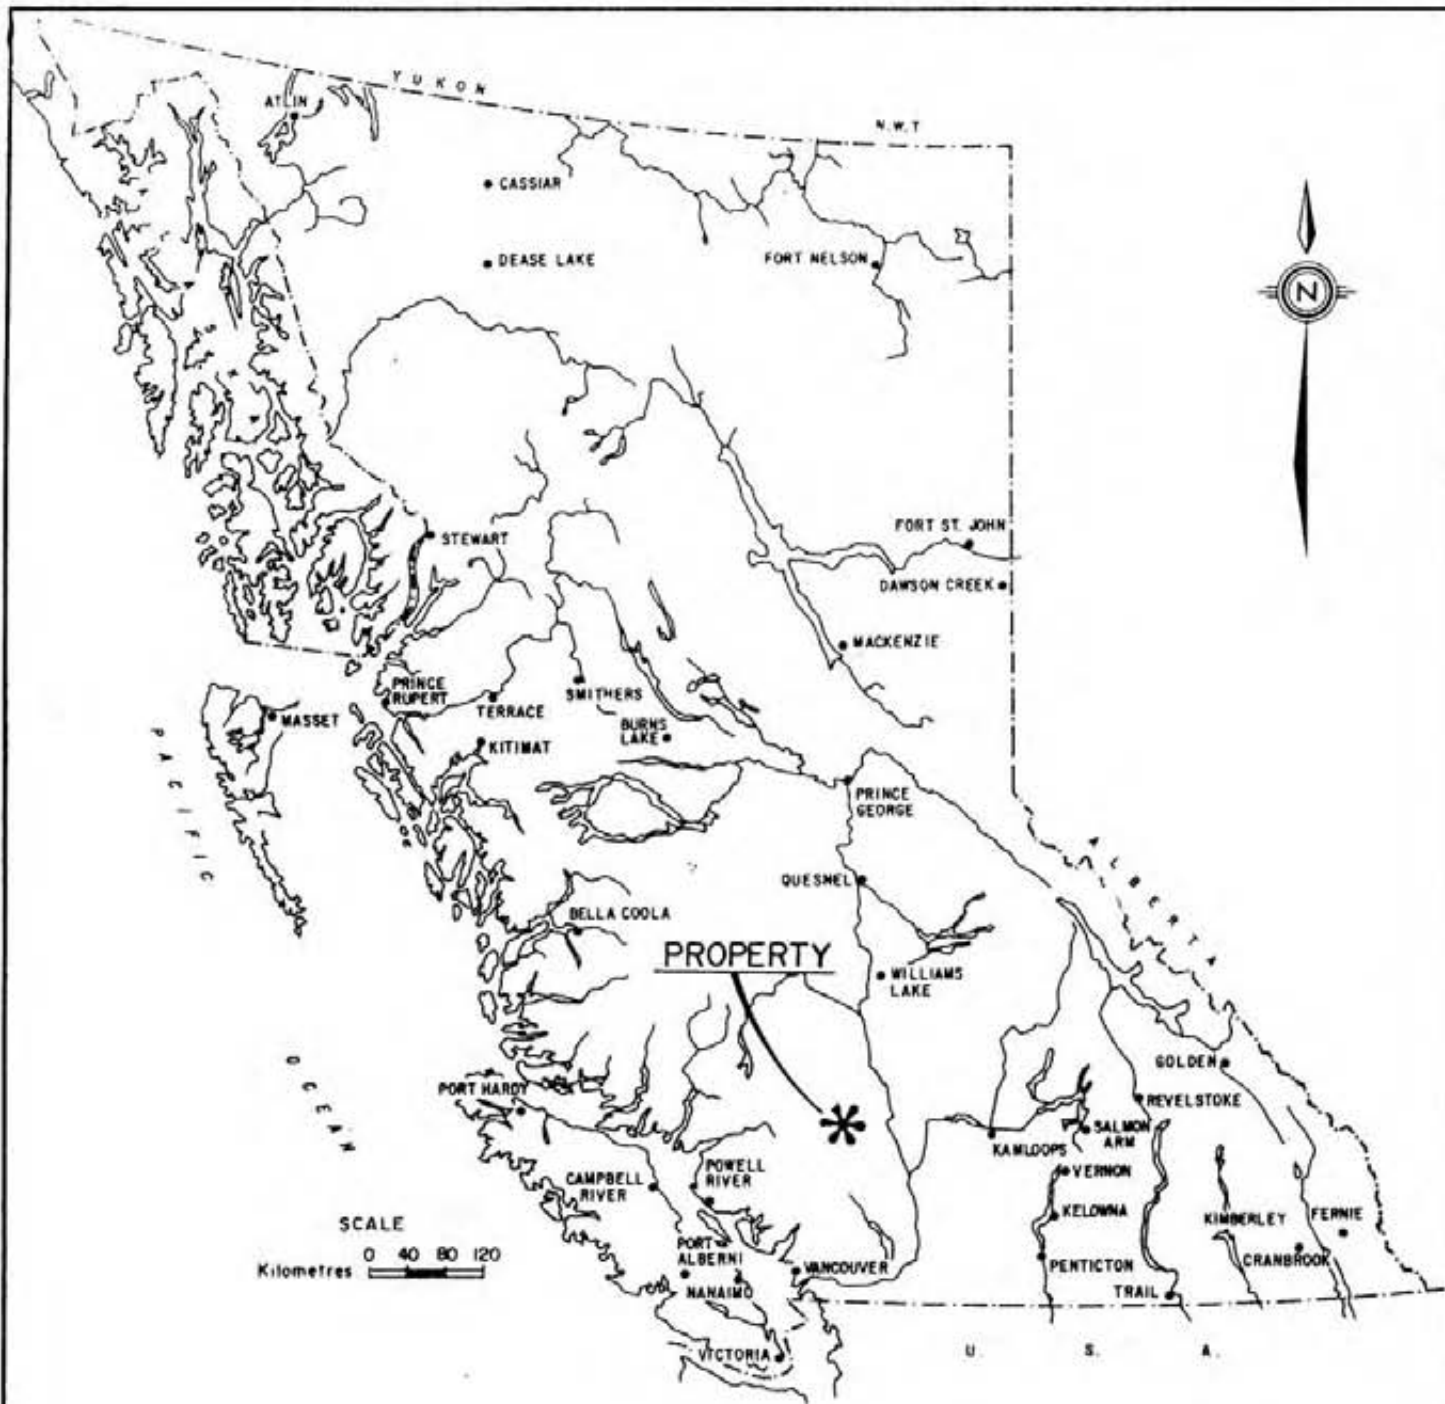 YUKON
N.W.T
ATLIN
CASSIAR
DEASE LAKE
FORT NELSON
N
STEWART
FORT ST. JOHN
DAWSON CREEK
MACKENZIE
PRINCE
RUPERT
TERRACE
SMITHERS
MASSET
KITIMAT
BURNS
LAKE
PRINCE
GEORGE
PACIFIC
ALBERTA
QUESNEL
BELLA COOLA
PROPERTY
WILLIAMS
LAKE
OCEAN
GOLDEN
PORT HARDY
REVELSTOKE
SALMON
ARM
KAMLOOPS
POWELL
RIVER
CAMPBELL
RIVER
VERNON
KELOWNA
KIMBERLEY
FERNIE
SCALE
0 40 80 120
Kilometres
PORT
ALBERNI
NANAIMO
VANCOUVER
PENTICTON
CRANBROOK
TRAIL
VICTORIA
U. S. A.